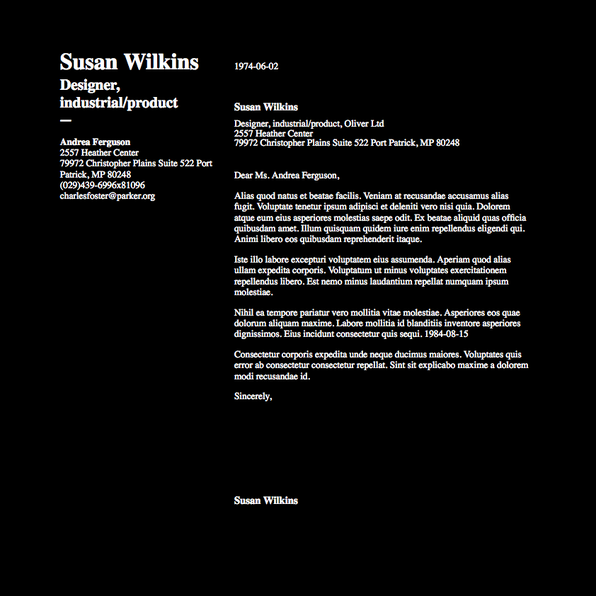 Susan Wilkins
Designer,
industrial/product
—
Andrea Ferguson
2557 Heather Center
79972 Christopher Plains Suite 522 Port
Patrick, MP 80248
(029)439-6996x81096
charlesfoster@parker.org
1974-06-02
Susan Wilkins
Designer, industrial/product, Oliver Ltd
2557 Heather Center
79972 Christopher Plains Suite 522 Port Patrick, MP 80248
Dear Ms. Andrea Ferguson,
Alias quod natus et beatae facilis. Veniam at recusandae accusamus alias
fugit. Voluptate tenetur ipsum adipisci et deleniti vero nisi quia. Dolorem
atque eum eius asperiores molestias saepe odit. Ex beatae aliquid quas officia
quibusdam amet. Illum quisquam quidem iure enim repellendus eligendi qui.
Animi libero eos quibusdam reprehenderit itaque.
Iste illo labore excepturi voluptatem eius assumenda. Aperiam quod alias
ullam expedita corporis. Voluptatum ut minus voluptates exercitationem
repellendus libero. Est nemo minus laudantium repellat numquam ipsum
molestiae.
Nihil ea tempore pariatur vero mollitia vitae molestiae. Asperiores eos quae
dolorum aliquam maxime. Labore mollitia id blanditiis inventore asperiores
dignissimos. Eius incidunt consectetur quis sequi. 1984-08-15
Consectetur corporis expedita unde neque ducimus maiores. Voluptates quis
error ab consectetur consectetur repellat. Sint sit explicabo maxime a dolorem
modi recusandae id.
Sincerely,
Susan Wilkins